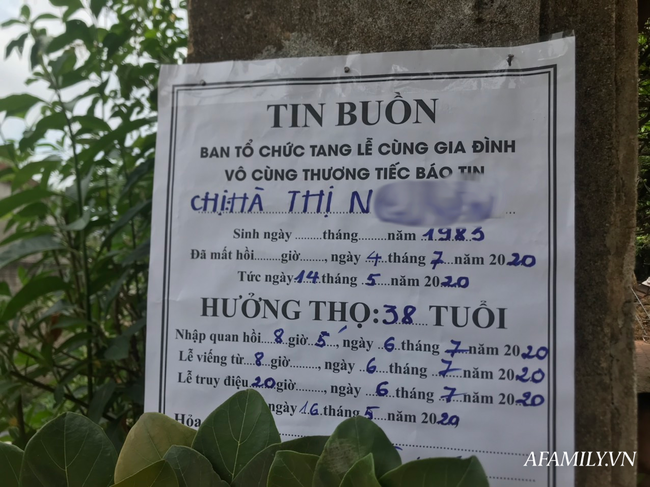 TIN BUỒN
BAN TỔ CHỨC TANG LỄ CÙNG GIA ĐÌNH
VÔ CÙNG THƯƠNG TIẾC BÁO TIN
CHỊ HÀ THỊ
Sinh ngày ........tháng........năm 1985
Đã mất hồi......giờ........, ngày 4 tháng 7 năm 2020
Tức ngày 14 tháng 5 năm 2020
HƯỞNG THỌ: 38 TUỔI
Nhập quan hồi 8 giờ 5, ngày 6 tháng 7 năm 2020
Lễ viếng từ 8 giờ........, ngày 6 tháng 7 năm 2020
Lễ truy điệu 20 giờ........, ngày 6 tháng 7 năm 2020
ngày 16 tháng 5 năm 2020
Hỏa
AFAMILY.VN